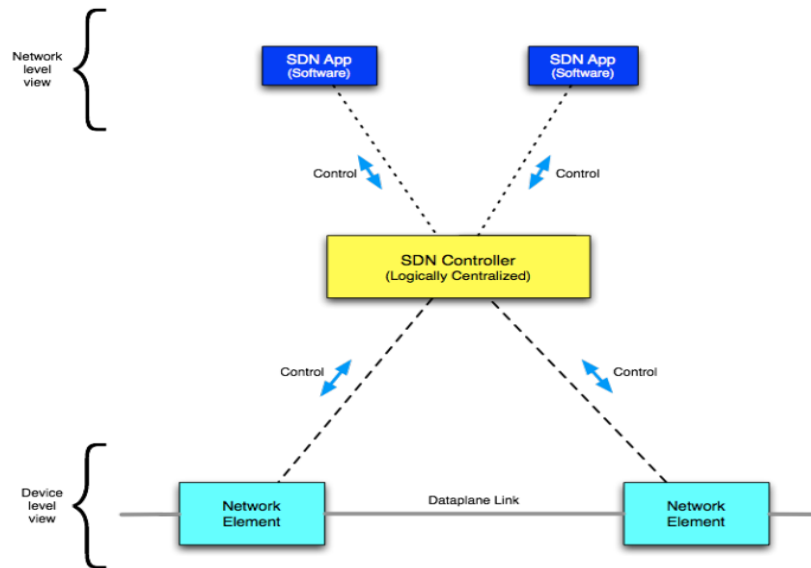 Network
level
view
SDN App
(Software)
SDN App
(Software)
Control
Control
SDN Controller
(Logically Centralized)
Control
Control
Device
level
view
Network
Element
Dataplane Link
Network
Element